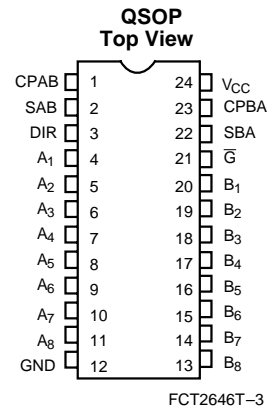 QSOP
Top View
CPAB 1 24 VCC
SAB 2 23 CPBA
DIR 3 22 SBA
A1 4 21 G̅
A2 5 20 B1
A3 6 19 B2
A4 7 18 B3
A5 8 17 B4
A6 9 16 B5
A7 10 15 B6
A8 11 14 B7
GND 12 13 B8
FCT2646T–3